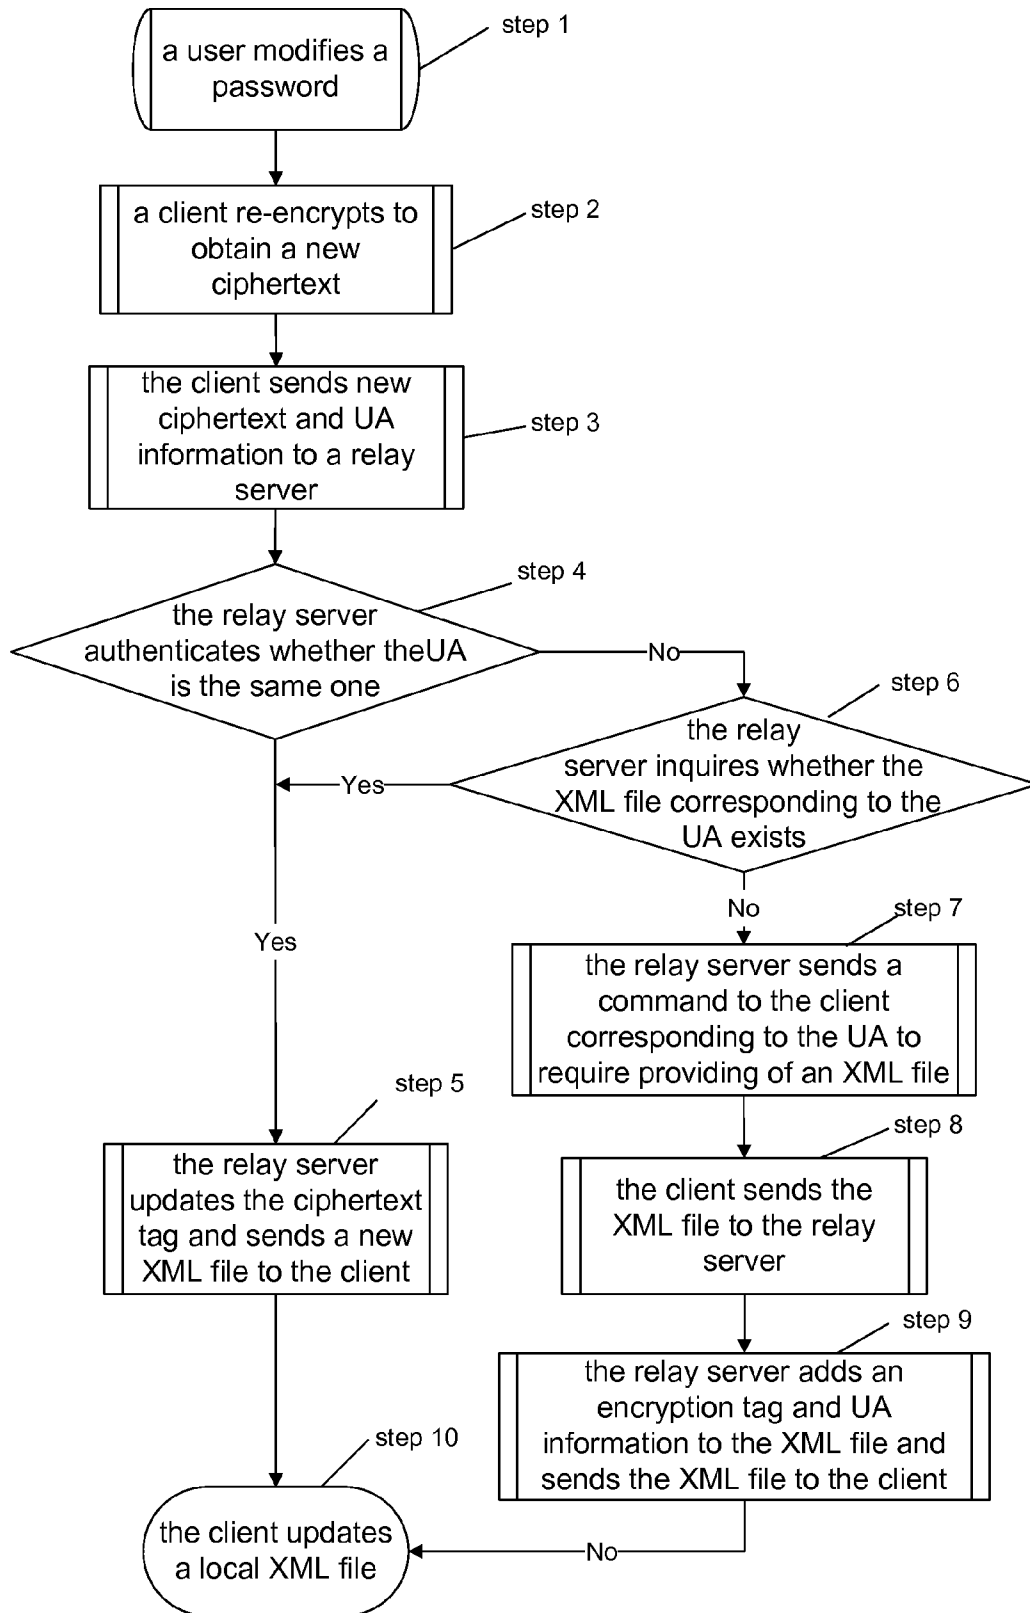 step 1
a user modifies a
password
step 2
a client re-encrypts to
obtain a new
ciphertext
step 3
the client sends new
ciphertext and UA
information to a relay
server
step 4
the relay server
authenticates whether theUA
is the same one
No
step 6
the relay
server inquires whether the
XML file corresponding to the
UA exists
Yes
No
Yes
step 7
the relay server sends a
command to the client
corresponding to the UA to
require providing of an XML file
step 5
the relay server
updates the ciphertext
tag and sends a new
XML file to the client
step 8
the client sends the
XML file to the relay
server
step 9
the relay server adds an
encryption tag and UA
information to the XML file and
sends the XML file to the client
step 10
the client updates
a local XML file
No